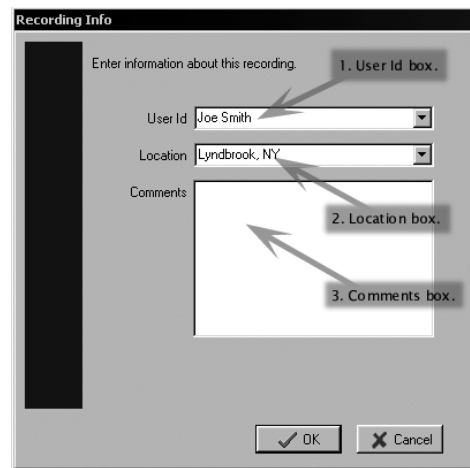 Recording Info
Enter information about this recording.
1. User Id box.
User Id Joe Smith
Location Lyndbrook, NY
Comments
2. Location box.
3. Comments box.
OK Cancel